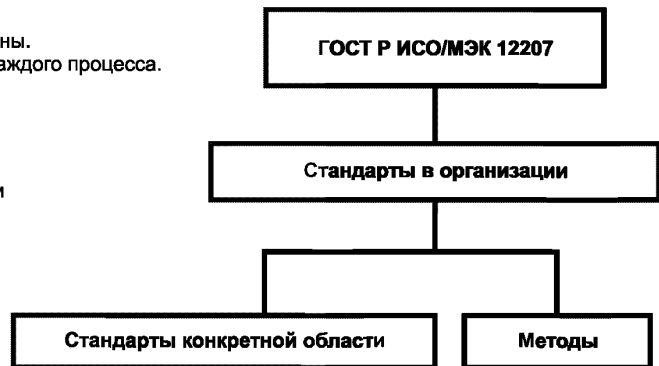 ны.
аждого процесса.
ГОСТ Р ИСО/МЭК 12207
Стандарты в организации
и
Стандарты конкретной области
Методы